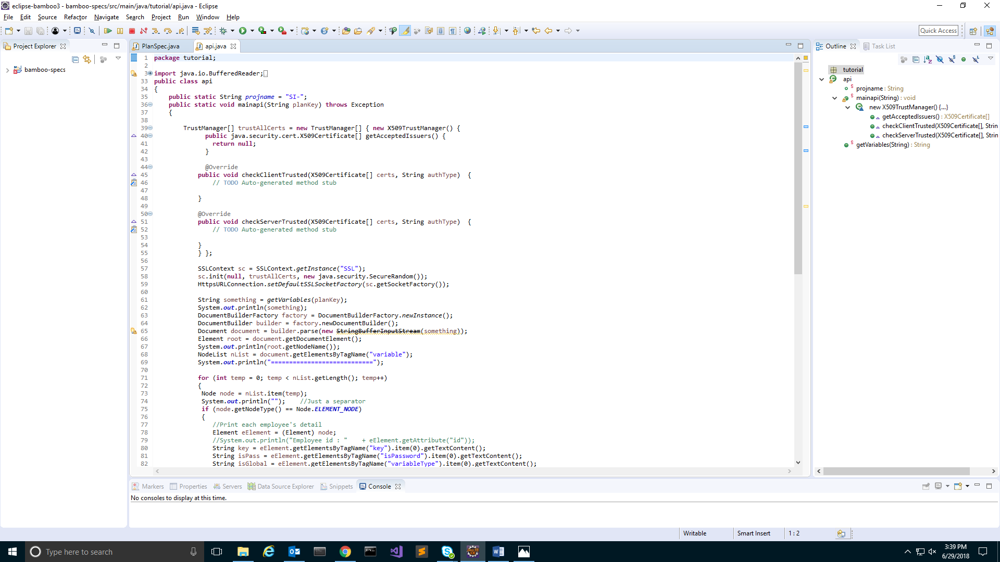 eclipse-bamboo3 - bamboo-specs/src/main/java/tutorial/api.java - Eclipse
File Edit Source Refactor Navigate Search Project Run Window Help
Quick Access
Project Explorer
bamboo-specs
PlanSpec.java api.java
1 package tutorial;
2
3 import java.io.BufferedReader;
33 public class api
34 {
35 public static String projname = "SI-";
36 public static void mainapi(String planKey) throws Exception
37 {
38
39 TrustManager[] trustAllCerts = new TrustManager[] { new X509TrustManager() {
40 public java.security.cert.X509Certificate[] getAcceptedIssuers() {
41 return null;
42 }
43
44 @Override
45 public void checkClientTrusted(X509Certificate[] certs, String authType) {
46 // TODO Auto-generated method stub
47
48 }
49
50 @Override
51 public void checkServerTrusted(X509Certificate[] certs, String authType) {
52 // TODO Auto-generated method stub
53
54 }
55 } };
56
57 SSLContext sc = SSLContext.getInstance("SSL");
58 sc.init(null, trustAllCerts, new java.security.SecureRandom());
59 HttpsURLConnection.setDefaultSSLSocketFactory(sc.getSocketFactory());
60
61 String something = getVariables(planKey);
62 System.out.println(something);
63 DocumentBuilderFactory factory = DocumentBuilderFactory.newInstance();
64 DocumentBuilder builder = factory.newDocumentBuilder();
65 Document document = builder.parse(new StringBufferInputStream(something));
66 Element root = document.getDocumentElement();
67 System.out.println(root.getNodeName());
68 NodeList nList = document.getElementsByTagName("variable");
69 System.out.println("============================");
70
71 for (int temp = 0; temp < nList.getLength(); temp++)
72 {
73 Node node = nList.item(temp);
74 System.out.println(""); //Just a separator
75 if (node.getNodeType() == Node.ELEMENT_NODE)
76 {
77 //Print each employee's detail
78 Element eElement = (Element) node;
79 //System.out.println("Employee id : " + eElement.getAttribute("id"));
80 String key = eElement.getElementsByTagName("key").item(0).getTextContent();
81 String isPass = eElement.getElementsByTagName("isPassword").item(0).getTextContent();
82 String isGlobal = eElement.getElementsByTagName("variableType").item(0).getTextContent();
Outline Task List
tutorial
api
projname : String
mainapi(String) : void
new X509TrustManager() {...}
getAcceptedIssuers() : X509Certificate[]
checkClientTrusted(X509Certificate[], Strin
checkServerTrusted(X509Certificate[], Strin
getVariables(String) : String
Markers Properties Servers Data Source Explorer Snippets Console
No consoles to display at this time.
Writable Smart Insert 1 : 2
Type here to search
3:39 PM
6/29/2018